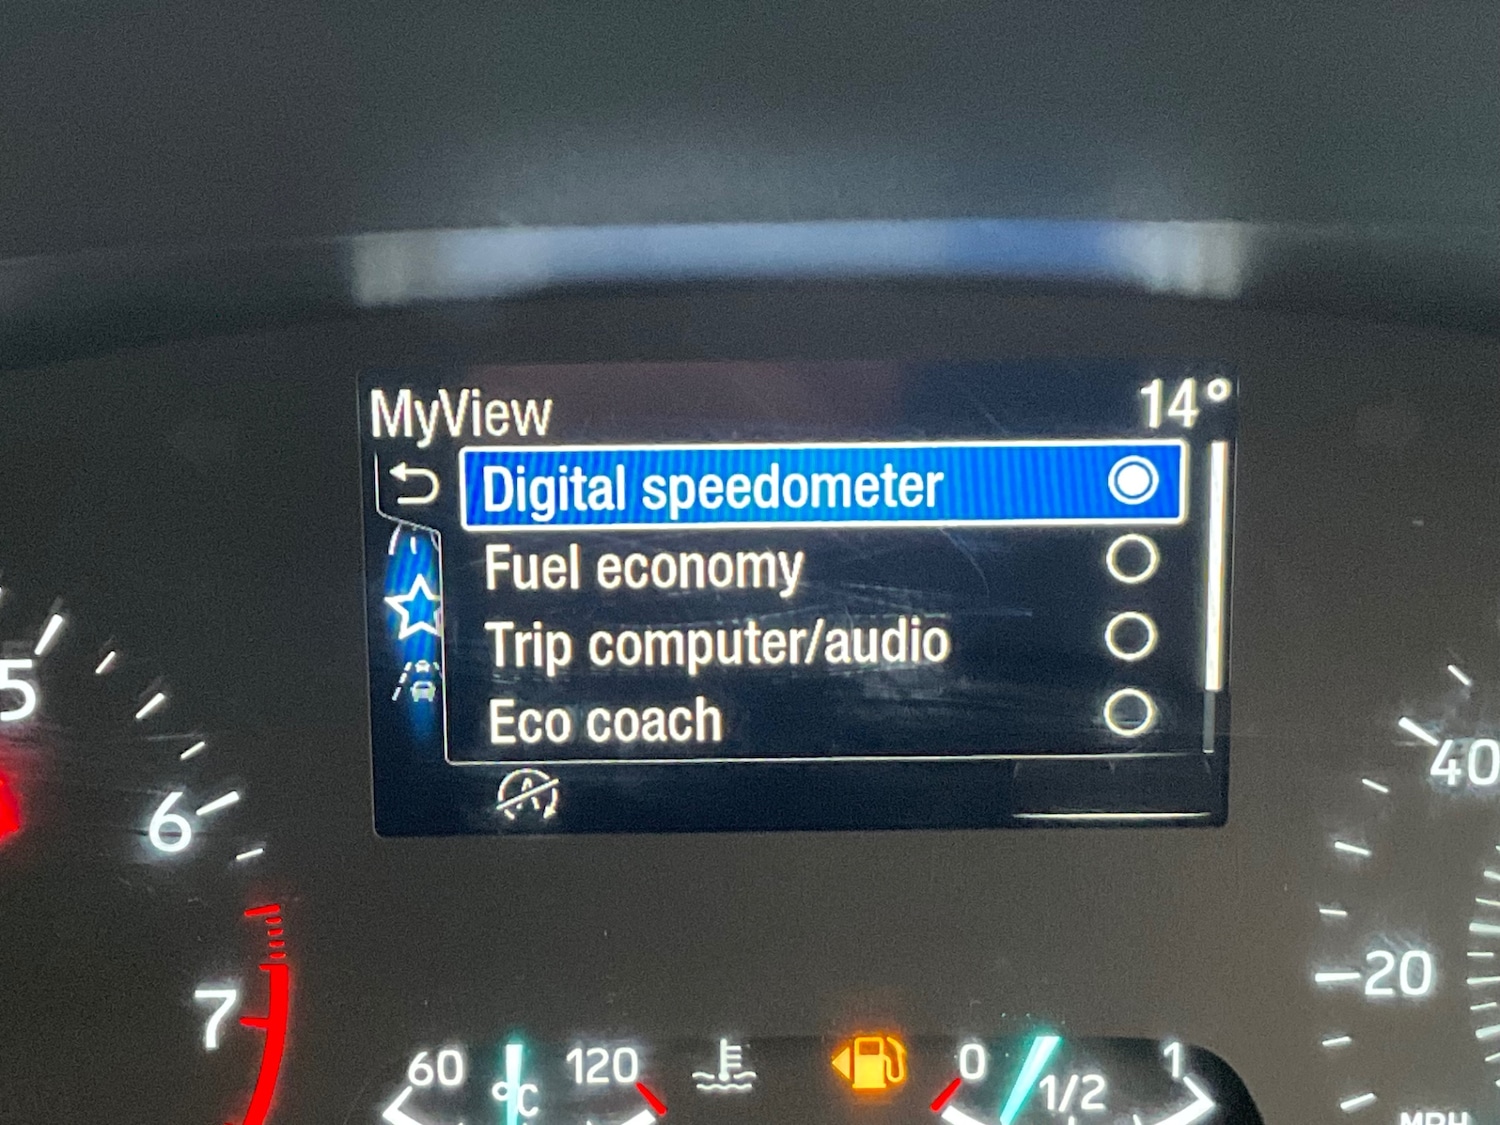 MyView 14°
Digital speedometer
Fuel economy
Trip computer/audio
Eco coach
A
5
6
7
40
20
60 °C 120
0 1/2 1
MPH